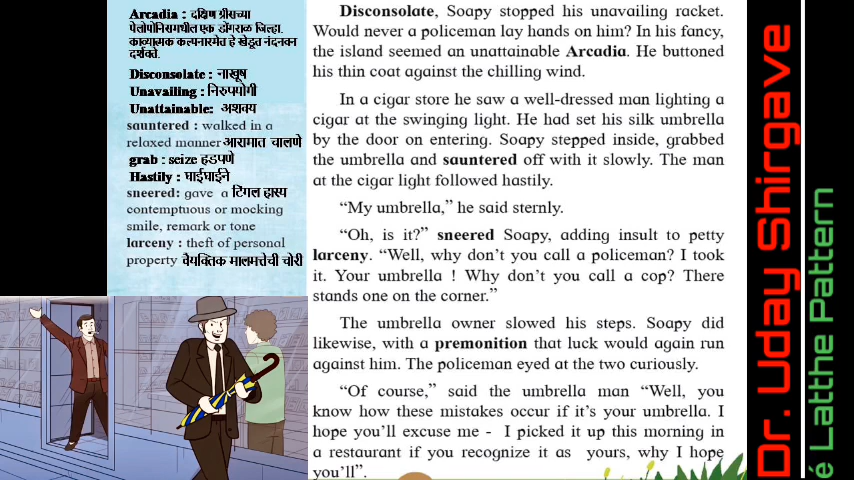 Arcadia : दक्षिण ग्रीसच्या
पेलोपोनिसमधील एक डोंगराळ जिल्हा.
काव्यात्मक कल्पनारमेत हे खेडूत नंदनवन
दर्शवते.
Disconsolate : नाखूष
Unavailing : निरुपयोगी
Unattainable: अशक्य
sauntered : walked in a
relaxed manner आरामात चालणे
grab : seize हडपणे
Hastily : घाईघाईने
sneered: gave a टिंगल हास्य
contemptuous or mocking
smile, remark or tone
larceny : theft of personal
property वैयक्तिक मालमत्तेची चोरी
Disconsolate, Soapy stopped his unavailing racket.
Would never a policeman lay hands on him? In his fancy,
the island seemed an unattainable Arcadia. He buttoned
his thin coat against the chilling wind.
In a cigar store he saw a well-dressed man lighting a
cigar at the swinging light. He had set his silk umbrella
by the door on entering. Soapy stepped inside, grabbed
the umbrella and sauntered off with it slowly. The man
at the cigar light followed hastily.
“My umbrella,” he said sternly.
“Oh, is it?” sneered Soapy, adding insult to petty
larceny. “Well, why don’t you call a policeman? I took
it. Your umbrella ! Why don’t you call a cop? There
stands one on the corner.”
The umbrella owner slowed his steps. Soapy did
likewise, with a premonition that luck would again run
against him. The policeman eyed at the two curiously.
“Of course,” said the umbrella man “Well, you
know how these mistakes occur if it’s your umbrella. I
hope you’ll excuse me - I picked it up this morning in
a restaurant if you recognize it as yours, why I hope
you’ll”.
Dr. Uday Shirgave
é Latthe Pattern